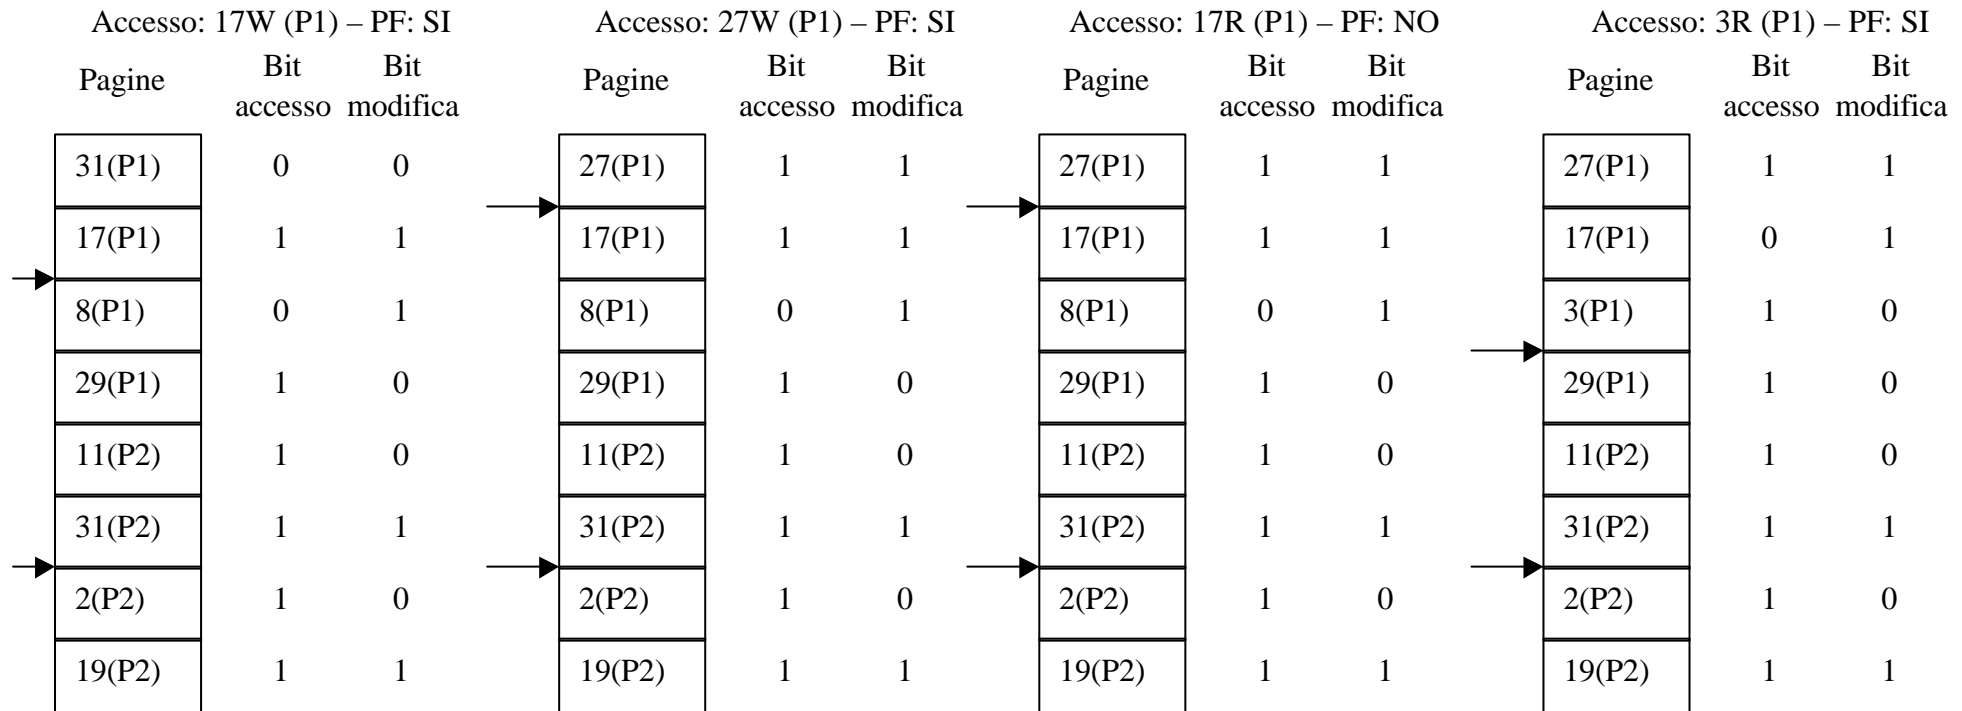 Accesso: 17W (P1) – PF: SI Accesso: 27W (P1) – PF: SI Accesso: 17R (P1) – PF: NO Accesso: 3R (P1) – PF: SI
Pagine Bit accesso Bit modifica Pagine Bit accesso Bit modifica Pagine Bit accesso Bit modifica Pagine Bit accesso Bit modifica
31(P1) 0 0 27(P1) 1 1 27(P1) 1 1 27(P1) 1 1
17(P1) 1 1 17(P1) 1 1 17(P1) 1 1 17(P1) 0 1
8(P1) 0 1 8(P1) 0 1 8(P1) 0 1 3(P1) 1 0
29(P1) 1 0 29(P1) 1 0 29(P1) 1 0 29(P1) 1 0
11(P2) 1 0 11(P2) 1 0 11(P2) 1 0 11(P2) 1 0
31(P2) 1 1 31(P2) 1 1 31(P2) 1 1 31(P2) 1 1
2(P2) 1 0 2(P2) 1 0 2(P2) 1 0 2(P2) 1 0
19(P2) 1 1 19(P2) 1 1 19(P2) 1 1 19(P2) 1 1